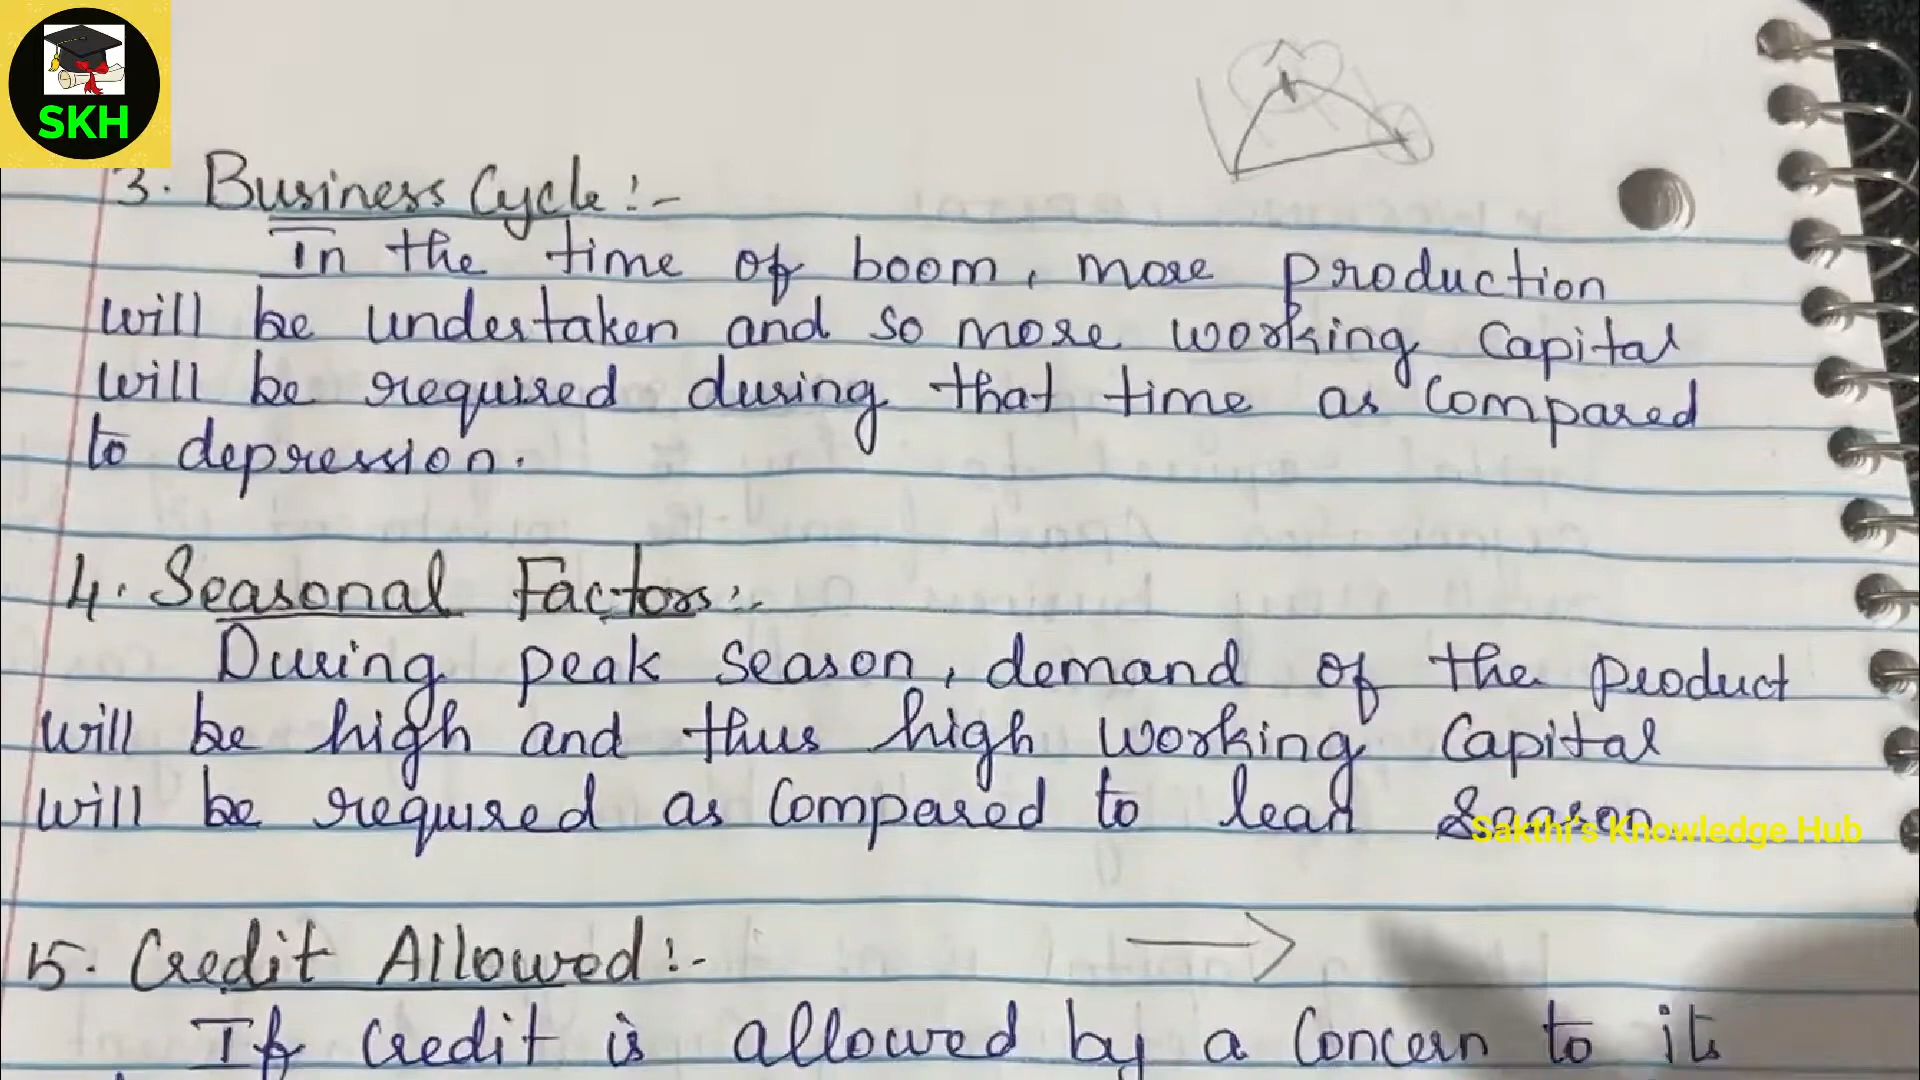 SKH
3. Business Cycle :-
In the time of boom, more production
will be undertaken and so more working Capital
will be required during that time as Compared
to depression.
4. Seasonal Factors :-
During peak season, demand of the product
will be high and thus high working Capital
will be required as Compared to lean Season
Sakthi's Knowledge Hub
5. Credit Allowed :-
If Credit is allowed by a Concern to its